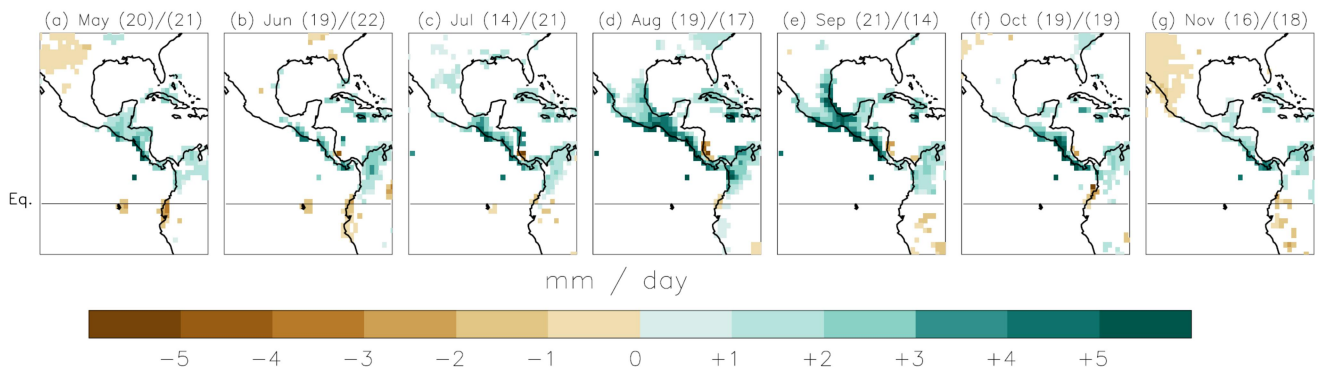 (a) May (20)/(21) (b) Jun (19)/(22) (c) Jul (14)/(21) (d) Aug (19)/(17) (e) Sep (21)/(14) (f) Oct (19)/(19) (g) Nov (16)/(18)
Eq.
mm / day
−5 −4 −3 −2 −1 0 +1 +2 +3 +4 +5